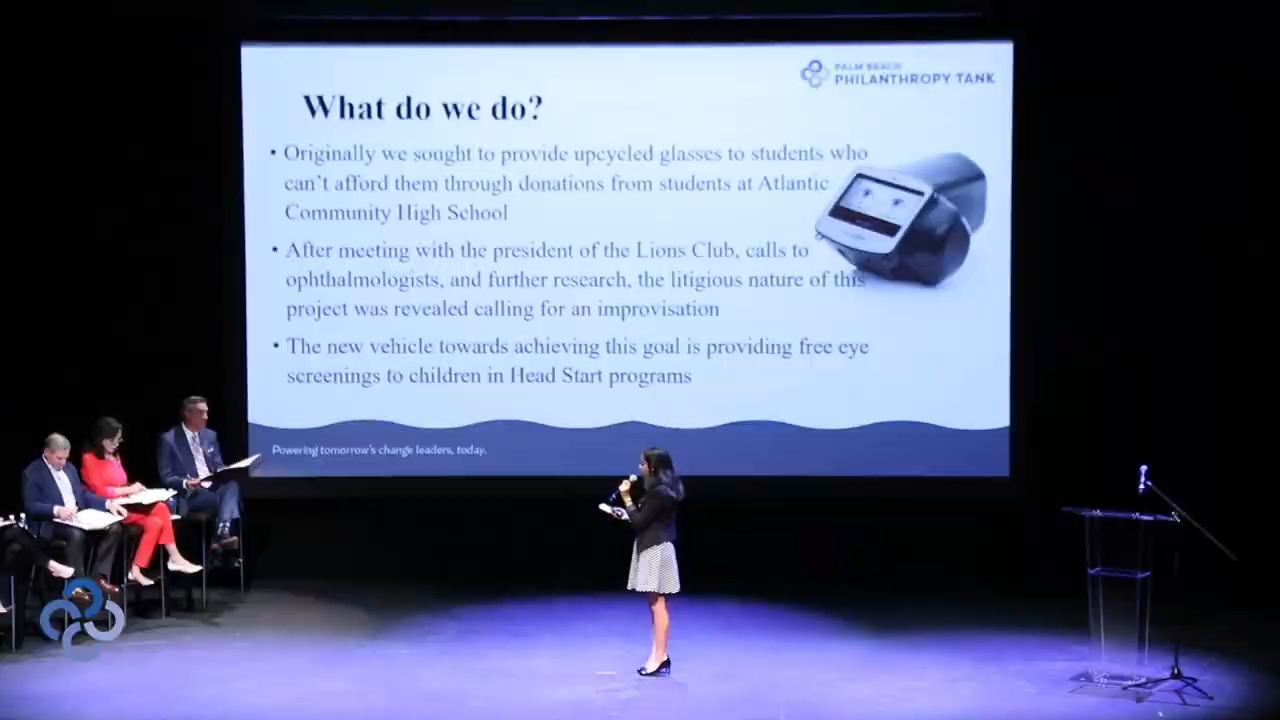 PALM BEACH
PHILANTHROPY TANK
What do we do?
• Originally we sought to provide upcycled glasses to students who
can't afford them through donations from students at Atlantic
Community High School
• After meeting with the president of the Lions Club, calls to
ophthalmologists, and further research, the litigious nature of this
project was revealed calling for an improvisation
• The new vehicle towards achieving this goal is providing free eye
screenings to children in Head Start programs
Powering tomorrow's change leaders, today.